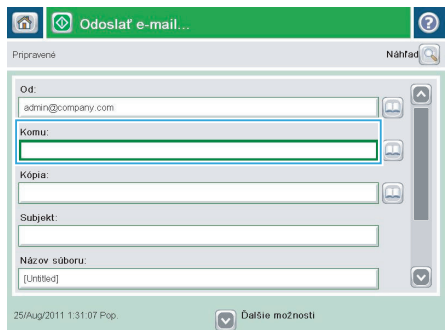 Odoslať e-mail...
Pripravené
Náhľad
Od:
admin@company.com
Komu:
Kópia:
Subjekt:
Názov súboru:
[Untitled]
25/Aug/2011 1:31:07 Pop.
Ďalšie možnosti